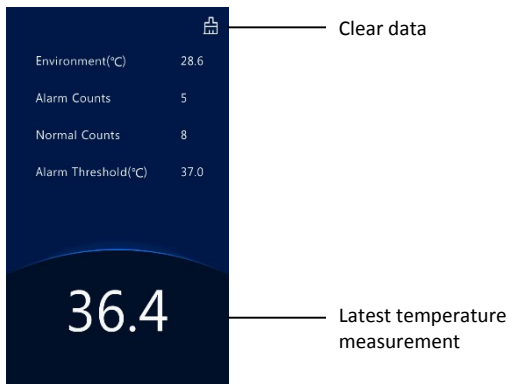 Clear data
Environment(℃) 28.6
Alarm Counts 5
Normal Counts 8
Alarm Threshold(℃) 37.0
36.4
Latest temperature
measurement